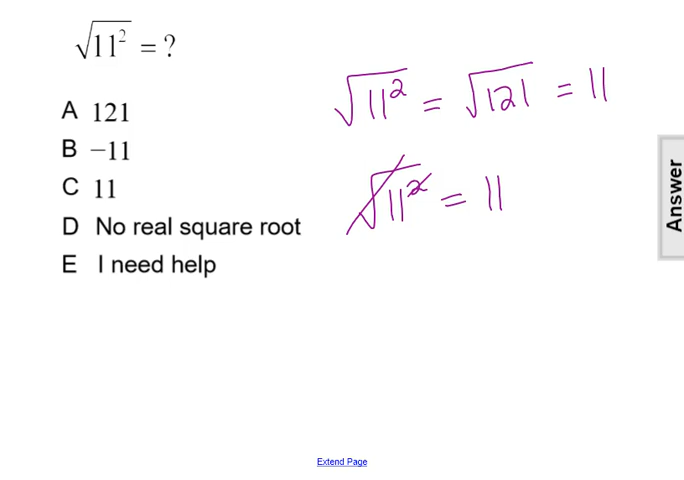 √11² = ?
√11² = √121 = 11
A 121
B −11
C 11
√11² = 11
D No real square root
E I need help
Answer
Extend Page